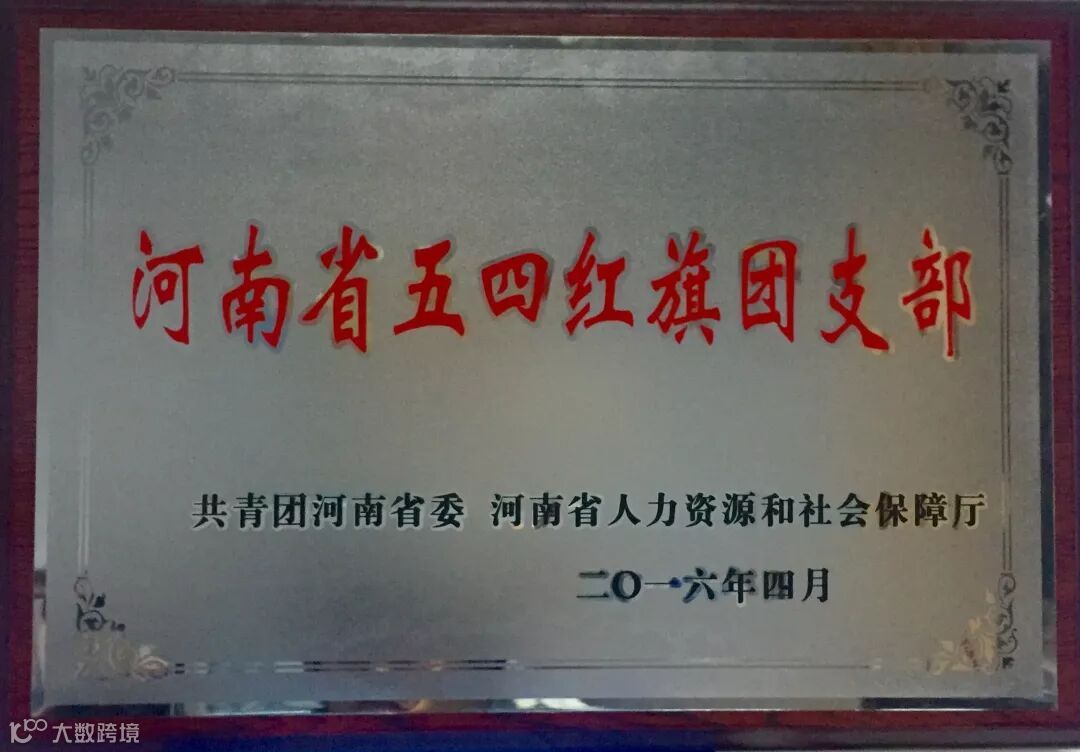 河南省五四红旗团支部
共青团河南省委 河南省人力资源和社会保障厅
二〇一六年四月
大数跨境